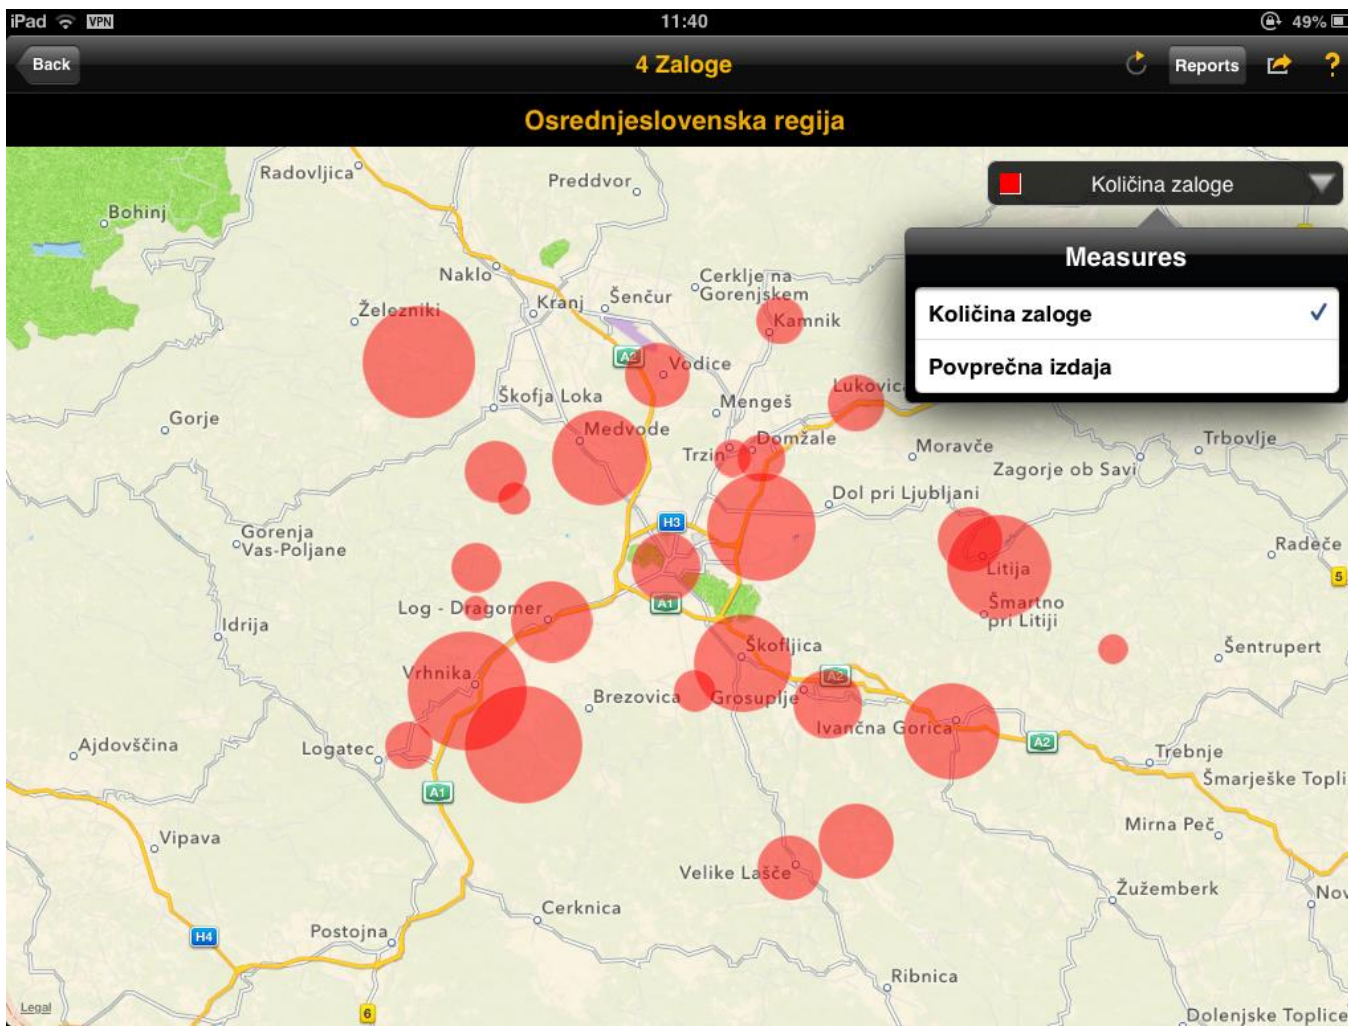 iPad VPN 11:40 49%
Back 4 Zaloge Reports ?
Osrednjeslovenska regija
Količina zaloge
Measures
Količina zaloge
Povprečna izdaja
Radovljica
Preddvor
Bohinj
Naklo
Cerklje na
Gorenjskem
Železniki
Kranj
Šenčur
Kamnik
A2
Vodice
Škofja Loka
Mengeš
Lukovica
Gorje
Medvode
Trzin
Domžale
Moravče
Trbovlje
Zagorje ob Savi
Dol pri Ljubljani
H3
Gorenja
Vas-Poljane
Radeče
Litija
5
Log - Dragomer
A1
Šmartno
pri Litiji
Idrija
Škofljica
Šentrupert
Vrhnika
A2
Brezovica
Grosuplje
Ivančna Gorica
Ajdovščina
Logatec
A2
Trebnje
Šmarješke Topli
A1
Mirna Peč
Vipava
Velike Lašče
Žužemberk
Nov
Cerknica
H4
Postojna
Ribnica
Legal
6
Dolenjske Toplice